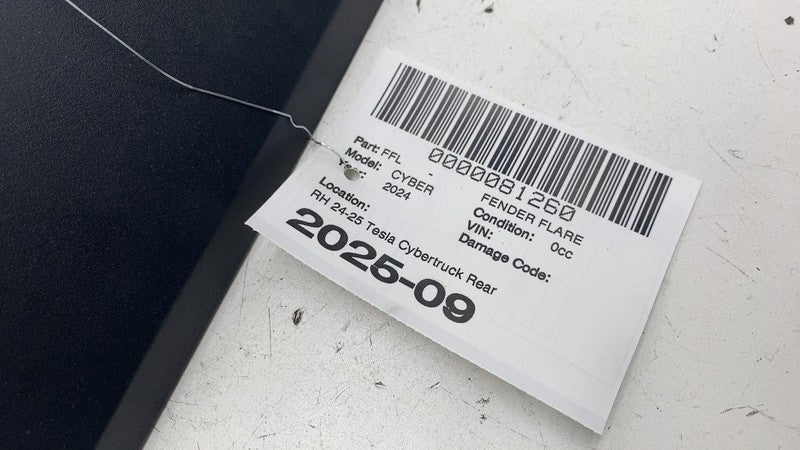 0000081260
Part: FFL - FENDER FLARE
Model: CYBER Condition: 0cc
Year: 2024 VIN:
Damage Code:
Location:
RH 24-25 Tesla Cybertruck Rear
2025-09